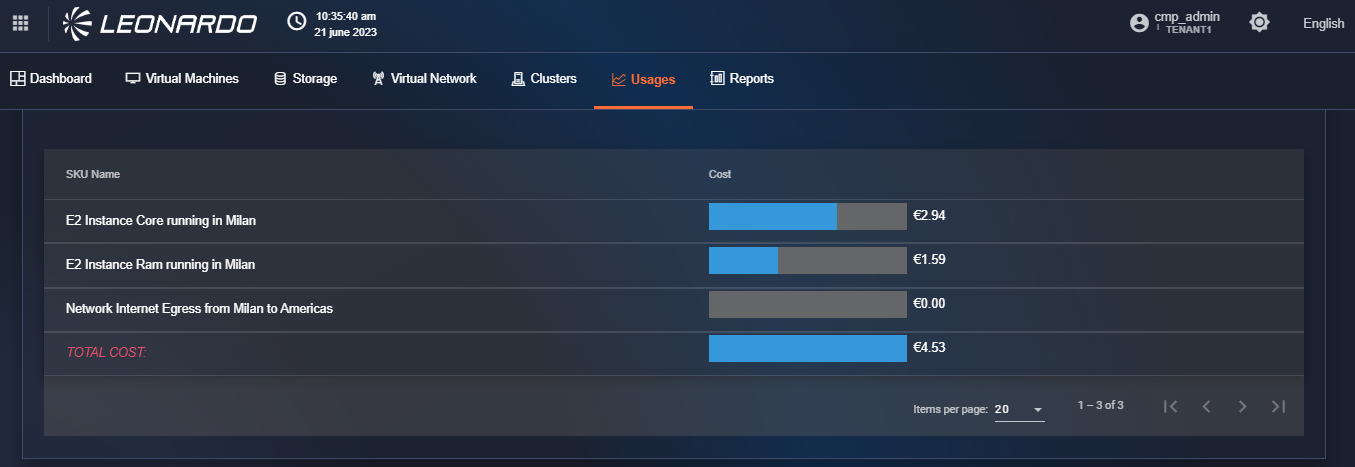 LEONARDO
10:35:40 am
21 june 2023
cmp_admin
TENANT1
English
Dashboard
Virtual Machines
Storage
Virtual Network
Clusters
Usages
Reports
SKU Name Cost
E2 Instance Core running in Milan €2.94
E2 Instance Ram running in Milan €1.59
Network Internet Egress from Milan to Americas €0.00
TOTAL COST: €4.53
Items per page: 20 1 – 3 of 3